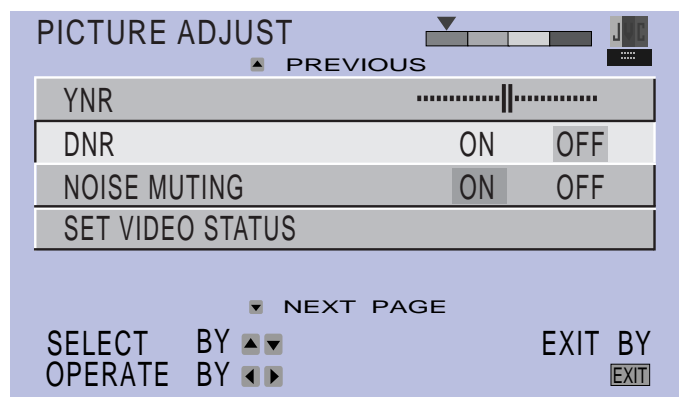 PICTURE ADJUST
JVC
PREVIOUS
YNR
DNR ON OFF
NOISE MUTING ON OFF
SET VIDEO STATUS
NEXT PAGE
SELECT BY EXIT BY
OPERATE BY EXIT